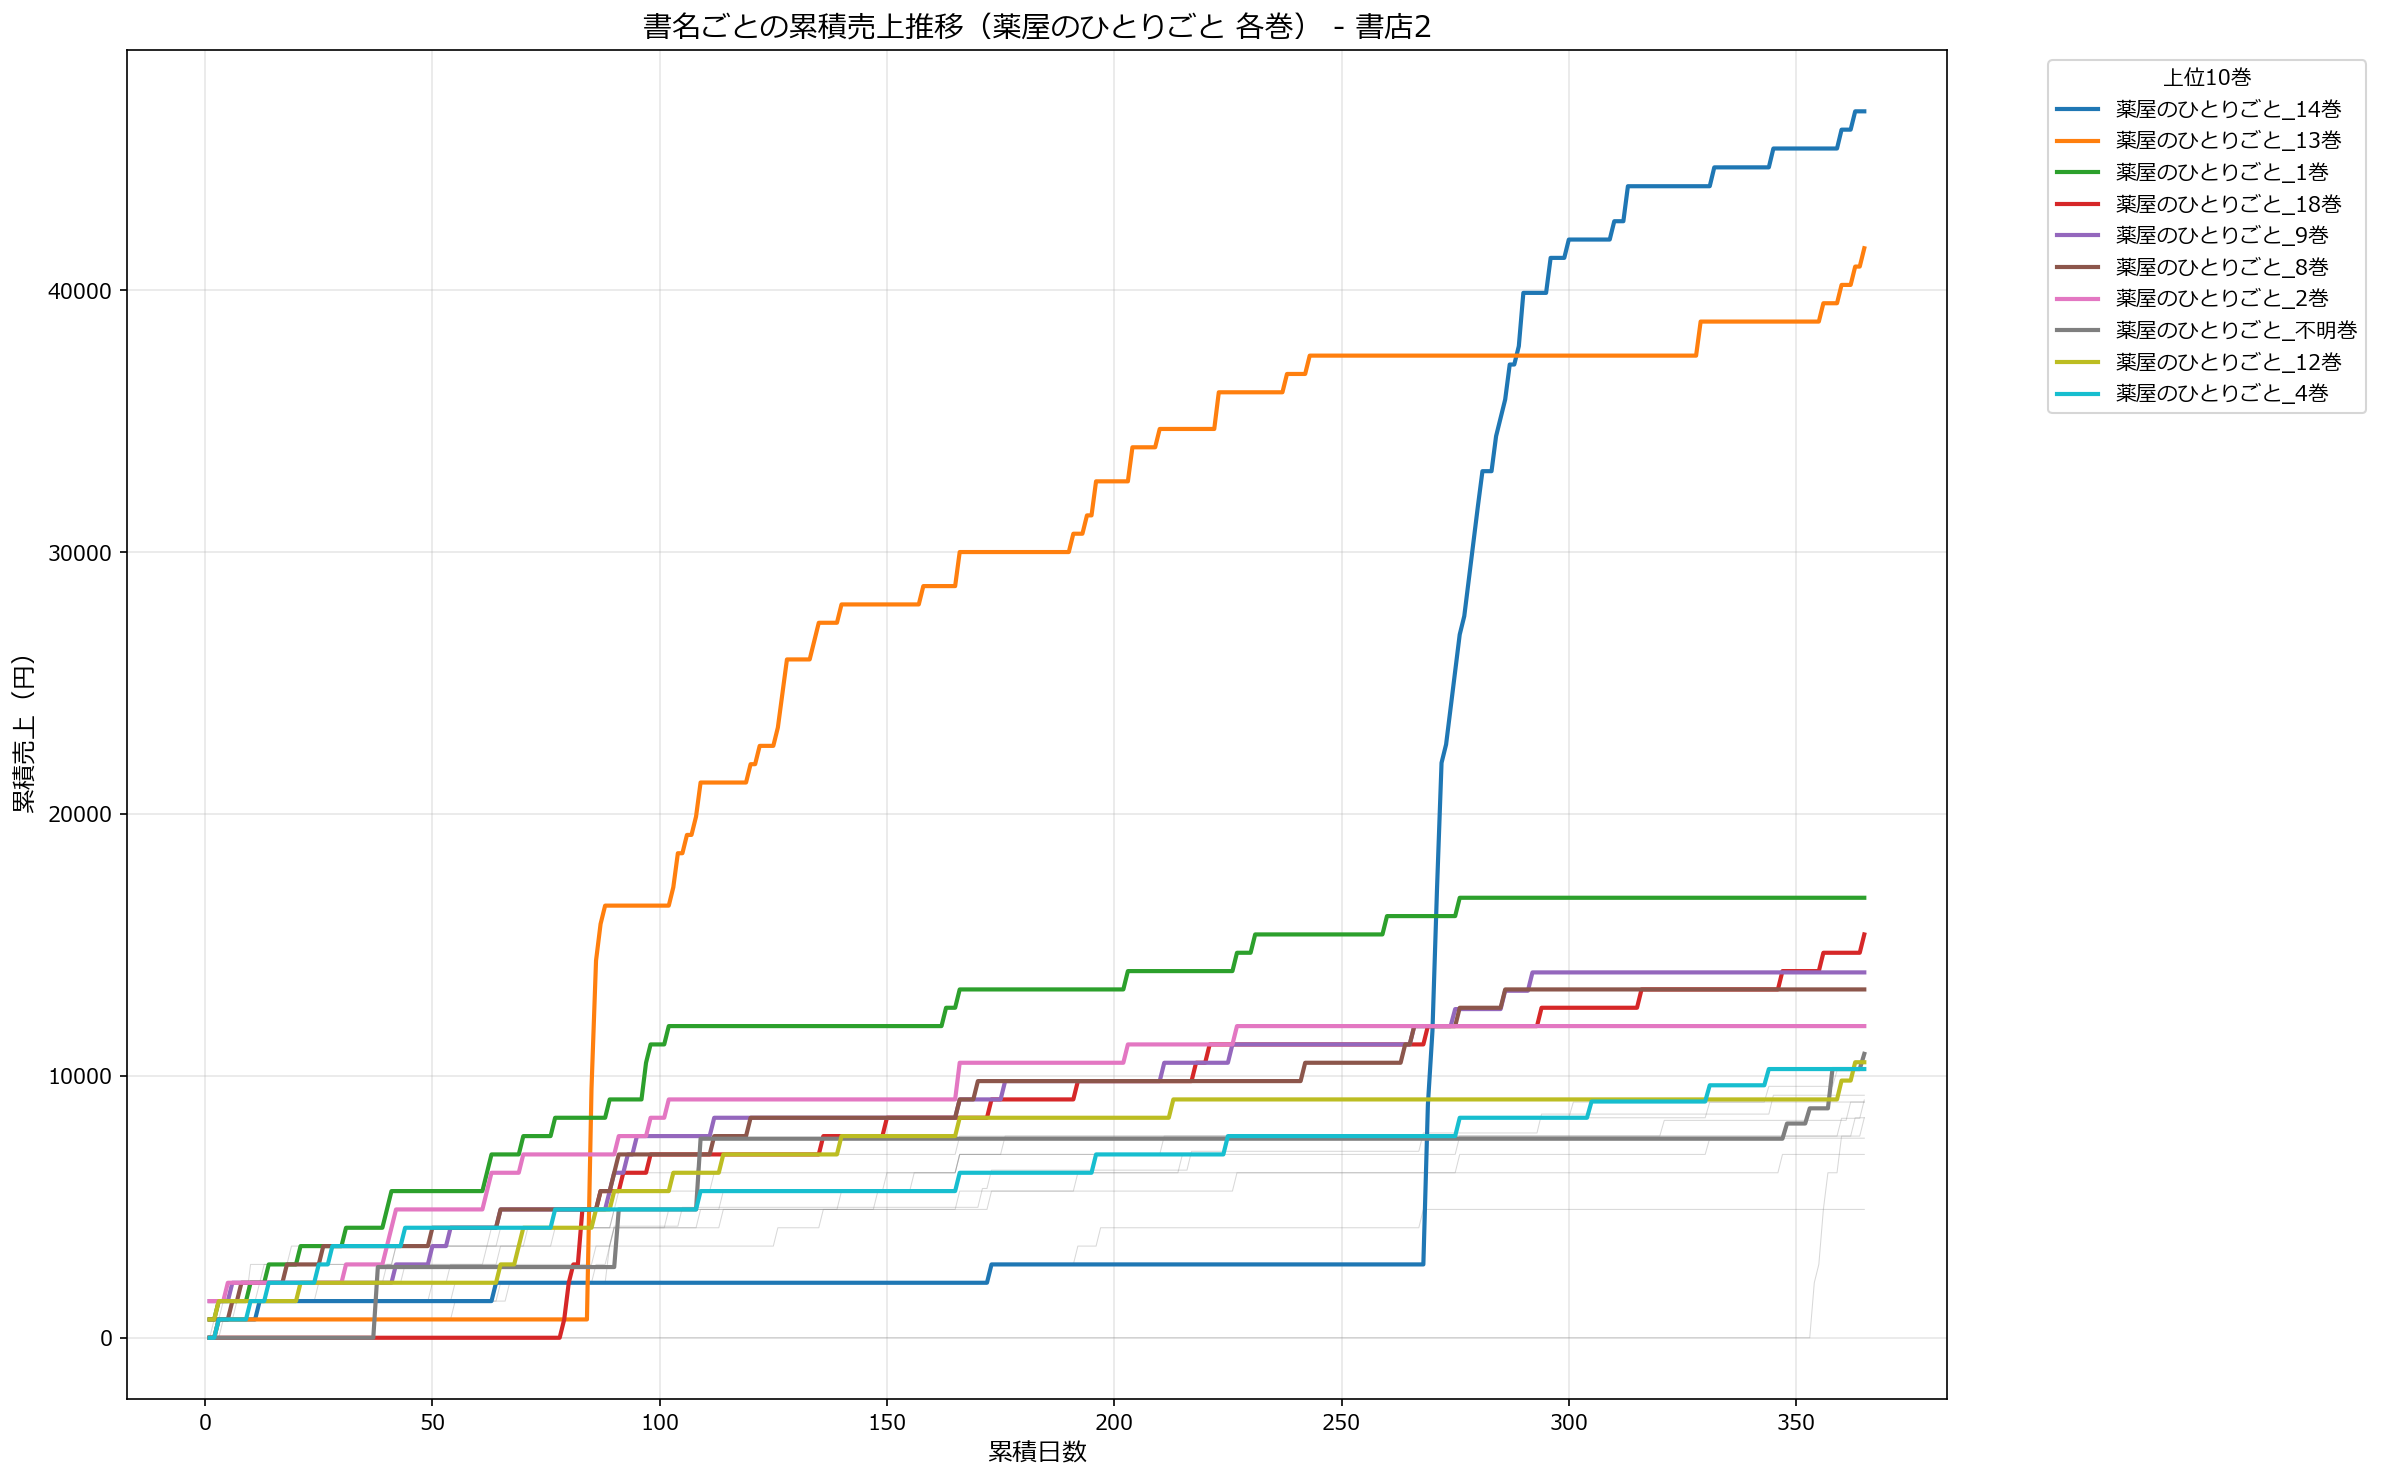 書名ごとの累積売上推移（薬屋のひとりごと 各巻） - 書店2
上位10巻
薬屋のひとりごと_14巻
薬屋のひとりごと_13巻
薬屋のひとりごと_1巻
薬屋のひとりごと_18巻
薬屋のひとりごと_9巻
薬屋のひとりごと_8巻
薬屋のひとりごと_2巻
薬屋のひとりごと_不明巻
薬屋のひとりごと_12巻
薬屋のひとりごと_4巻
累積売上（円）
40000
30000
20000
10000
0
0 50 100 150 200 250 300 350
累積日数